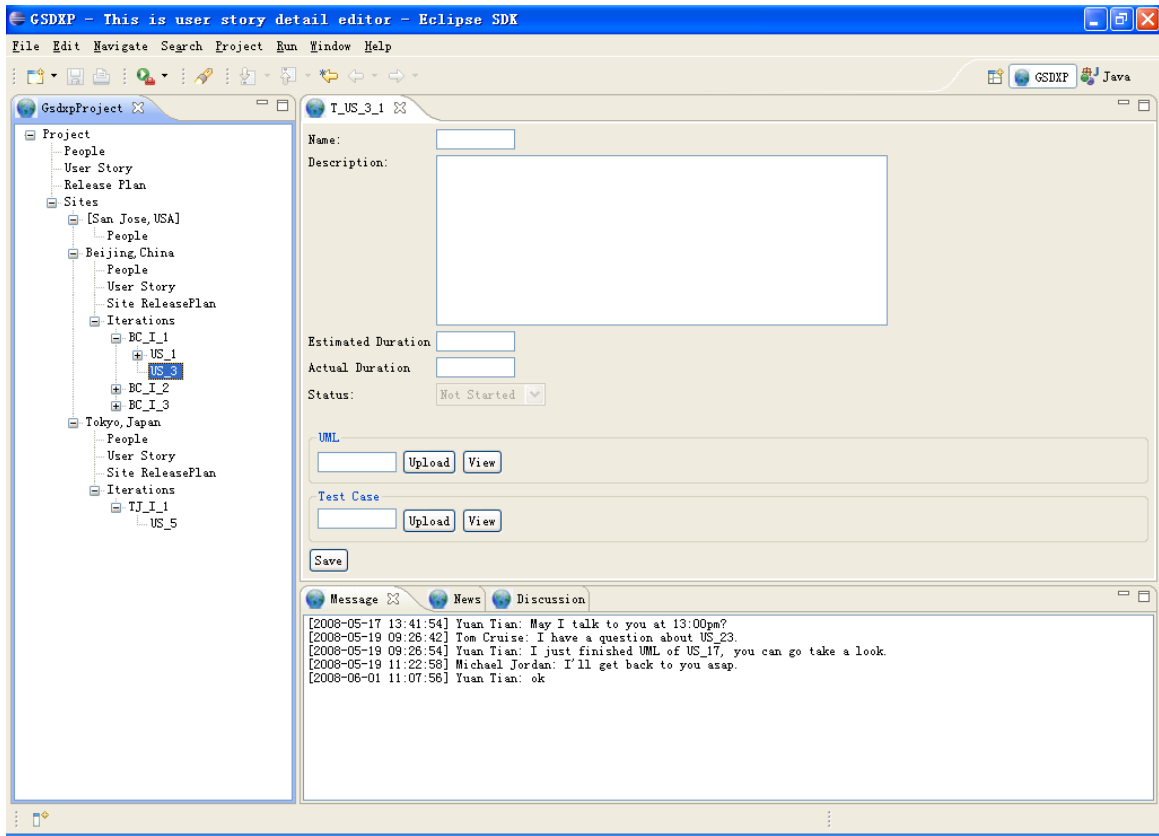 GSDXP - This is user story detail editor - Eclipse SDK
File Edit Navigate Search Project Run Window Help
GSDXP Java
GsdxpProject
Project
People
User Story
Release Plan
Sites
[San Jose, USA]
People
Beijing, China
People
User Story
Site ReleasePlan
Iterations
BC_I_1
US_1
US_3
BC_I_2
BC_I_3
Tokyo, Japan
People
User Story
Site ReleasePlan
Iterations
TJ_I_1
US_5
T_US_3_1
Name:
Description:
Estimated Duration
Actual Duration
Status: Not Started
UML
Upload View
Test Case
Upload View
Save
Message News Discussion
[2008-05-17 13:41:54] Yuan Tian: May I talk to you at 13:00pm?
[2008-05-19 09:26:42] Tom Cruise: I have a question about US_23.
[2008-05-19 09:26:54] Yuan Tian: I just finished UML of US_17, you can go take a look.
[2008-05-19 11:22:58] Michael Jordan: I'll get back to you asap.
[2008-06-01 11:07:56] Yuan Tian: ok